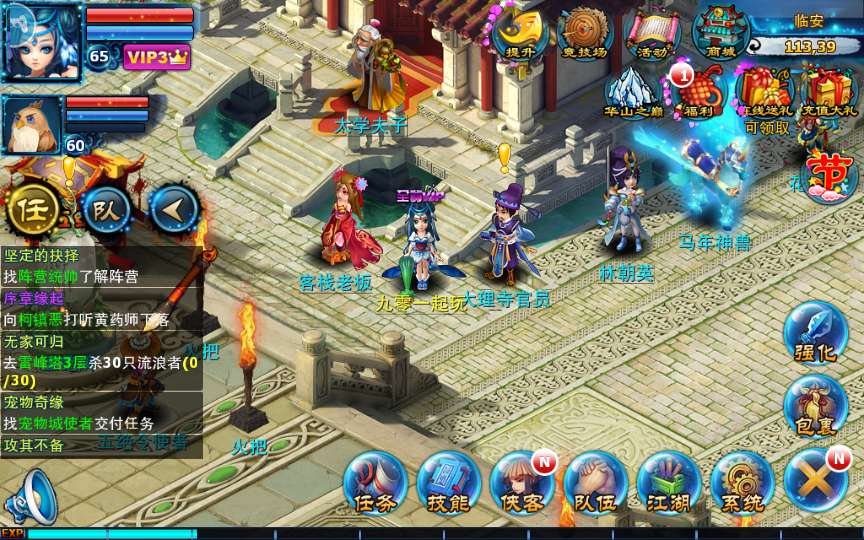 65
VIP3
60
提升
竞技场
活动
商城
临安
113,39
华山之巅
1
福利
在线送礼
可领取
充值大礼
节
太学夫子
任
队
至尊VIP
客栈老板
九零一起玩
大理寺官员
林朝英
马年神兽
坚定的抉择
找阵营统帅了解阵营
序章缘起
向柯镇恶打听黄药师下落
无家可归
去雷峰塔3层杀30只流浪者(0
/30)
宠物奇缘
找宠物城使者交付任务
攻其不备
火把
火把
强化
包裹
N
N
任务
技能
侠客
队伍
江湖
系统
EXP